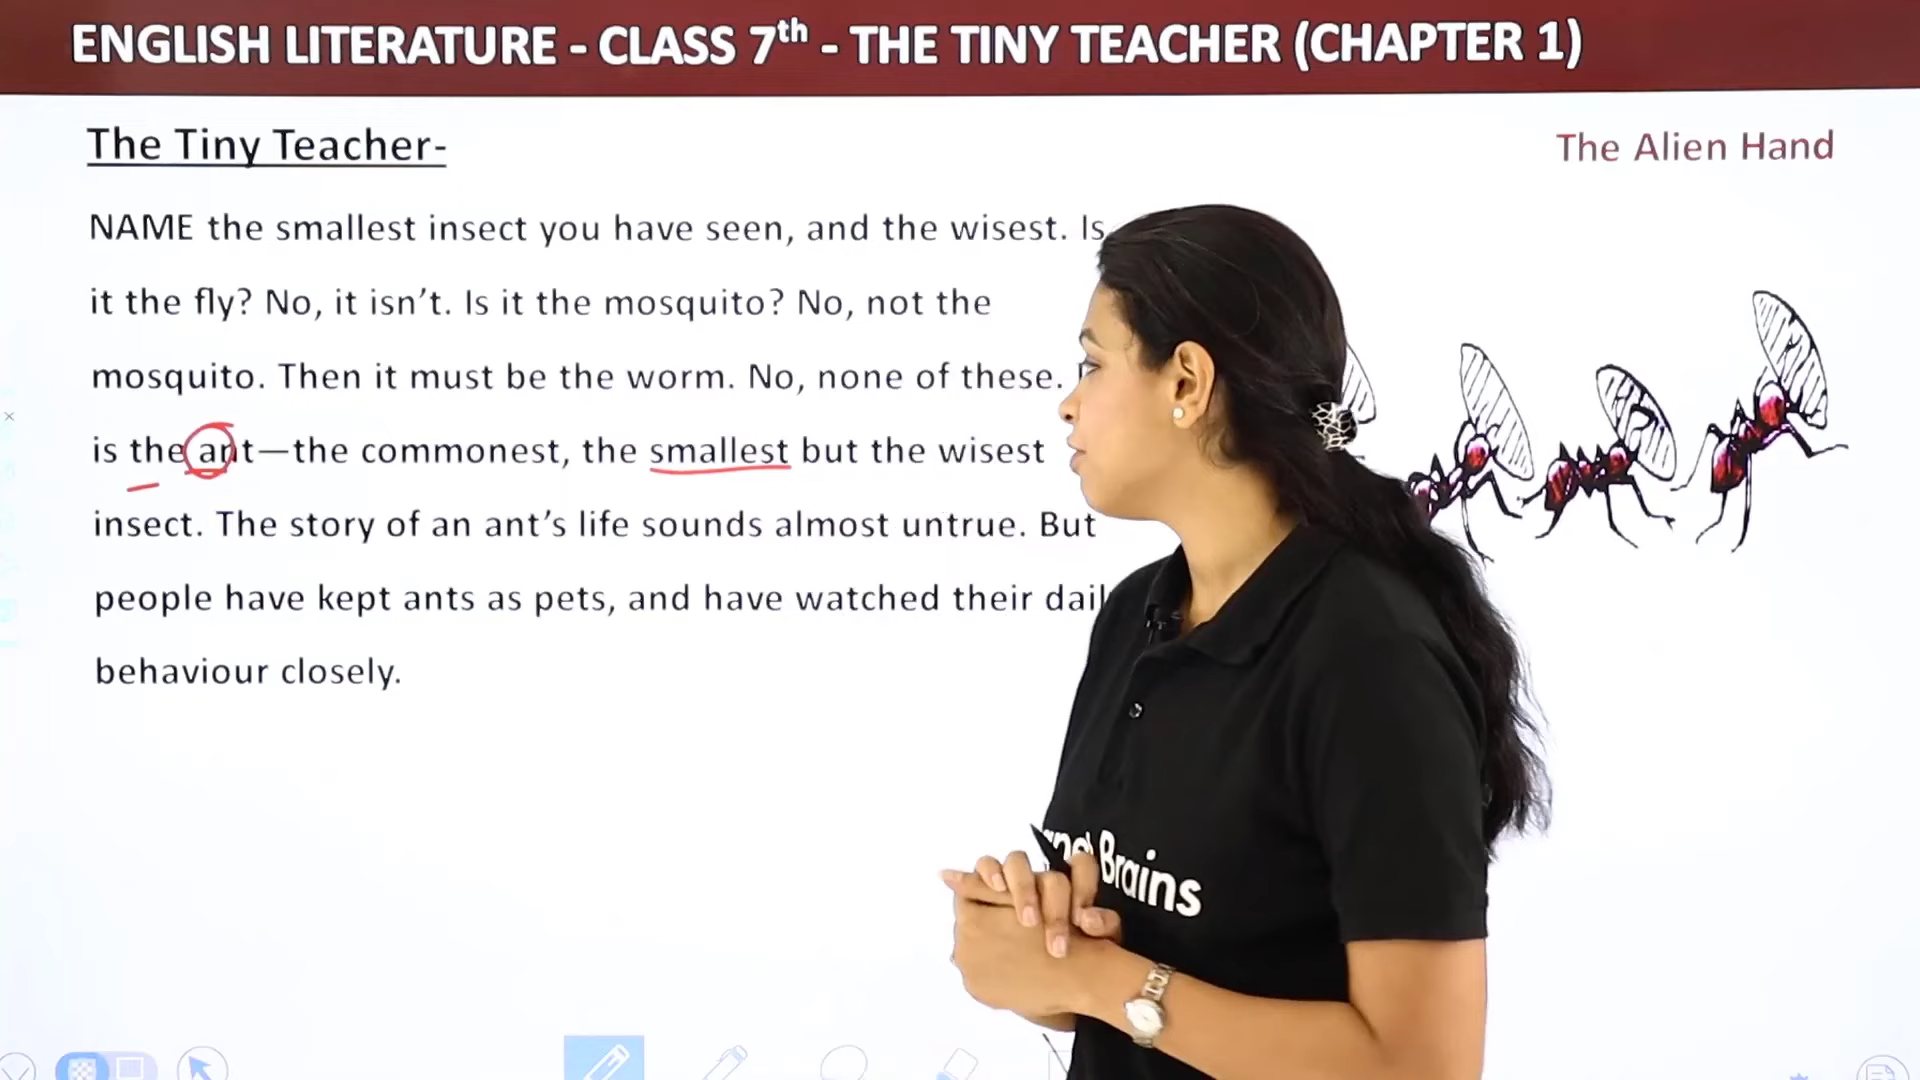 ENGLISH LITERATURE - CLASS 7th - THE TINY TEACHER (CHAPTER 1)
The Tiny Teacher-
The Alien Hand
NAME the smallest insect you have seen, and the wisest. Is
it the fly? No, it isn’t. Is it the mosquito? No, not the
mosquito. Then it must be the worm. No, none of these.
is the ant—the commonest, the smallest but the wisest
insect. The story of an ant’s life sounds almost untrue. But
people have kept ants as pets, and have watched their
behaviour closely.
Brains